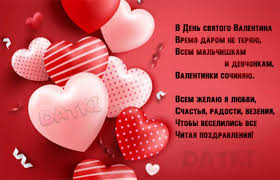 В День святого Валентина
Время даром не теряю,
Всем мальчишкам
и девчонкам,
Валентинки сочиняю.
Всем желаю я любви,
Счастья, радости, везения,
Чтобы веселились все
Читая поздравления!